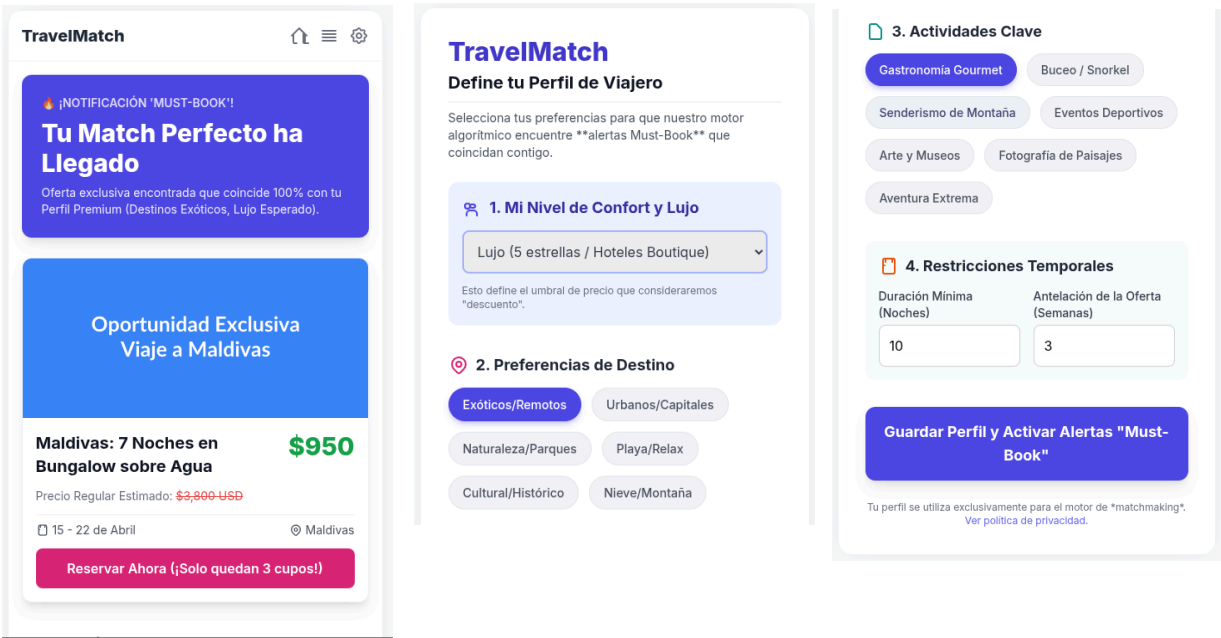 TravelMatch
🔥 ¡NOTIFICACIÓN 'MUST-BOOK'!
Tu Match Perfecto ha
Llegado
Oferta exclusiva encontrada que coincide 100% con tu
Perfil Premium (Destinos Exóticos, Lujo Esperado).
Oportunidad Exclusiva
Viaje a Maldivas
Maldivas: 7 Noches en
Bungalow sobre Agua
$950
Precio Regular Estimado: $3,800 USD
15 - 22 de Abril
Maldivas
Reservar Ahora (¡Solo quedan 3 cupos!)
TravelMatch
Define tu Perfil de Viajero
Selecciona tus preferencias para que nuestro motor
algorítmico encuentre **alertas Must-Book** que
coincidan contigo.
1. Mi Nivel de Confort y Lujo
Lujo (5 estrellas / Hoteles Boutique)
Esto define el umbral de precio que consideraremos
"descuento".
2. Preferencias de Destino
Exóticos/Remotos
Urbanos/Capitales
Naturaleza/Parques
Playa/Relax
Cultural/Histórico
Nieve/Montaña
3. Actividades Clave
Gastronomía Gourmet
Buceo / Snorkel
Senderismo de Montaña
Eventos Deportivos
Arte y Museos
Fotografía de Paisajes
Aventura Extrema
4. Restricciones Temporales
Duración Mínima
(Noches)
10
Antelación de la Oferta
(Semanas)
3
Guardar Perfil y Activar Alertas "Must-
Book"
Tu perfil se utiliza exclusivamente para el motor de *matchmaking*.
Ver política de privacidad.